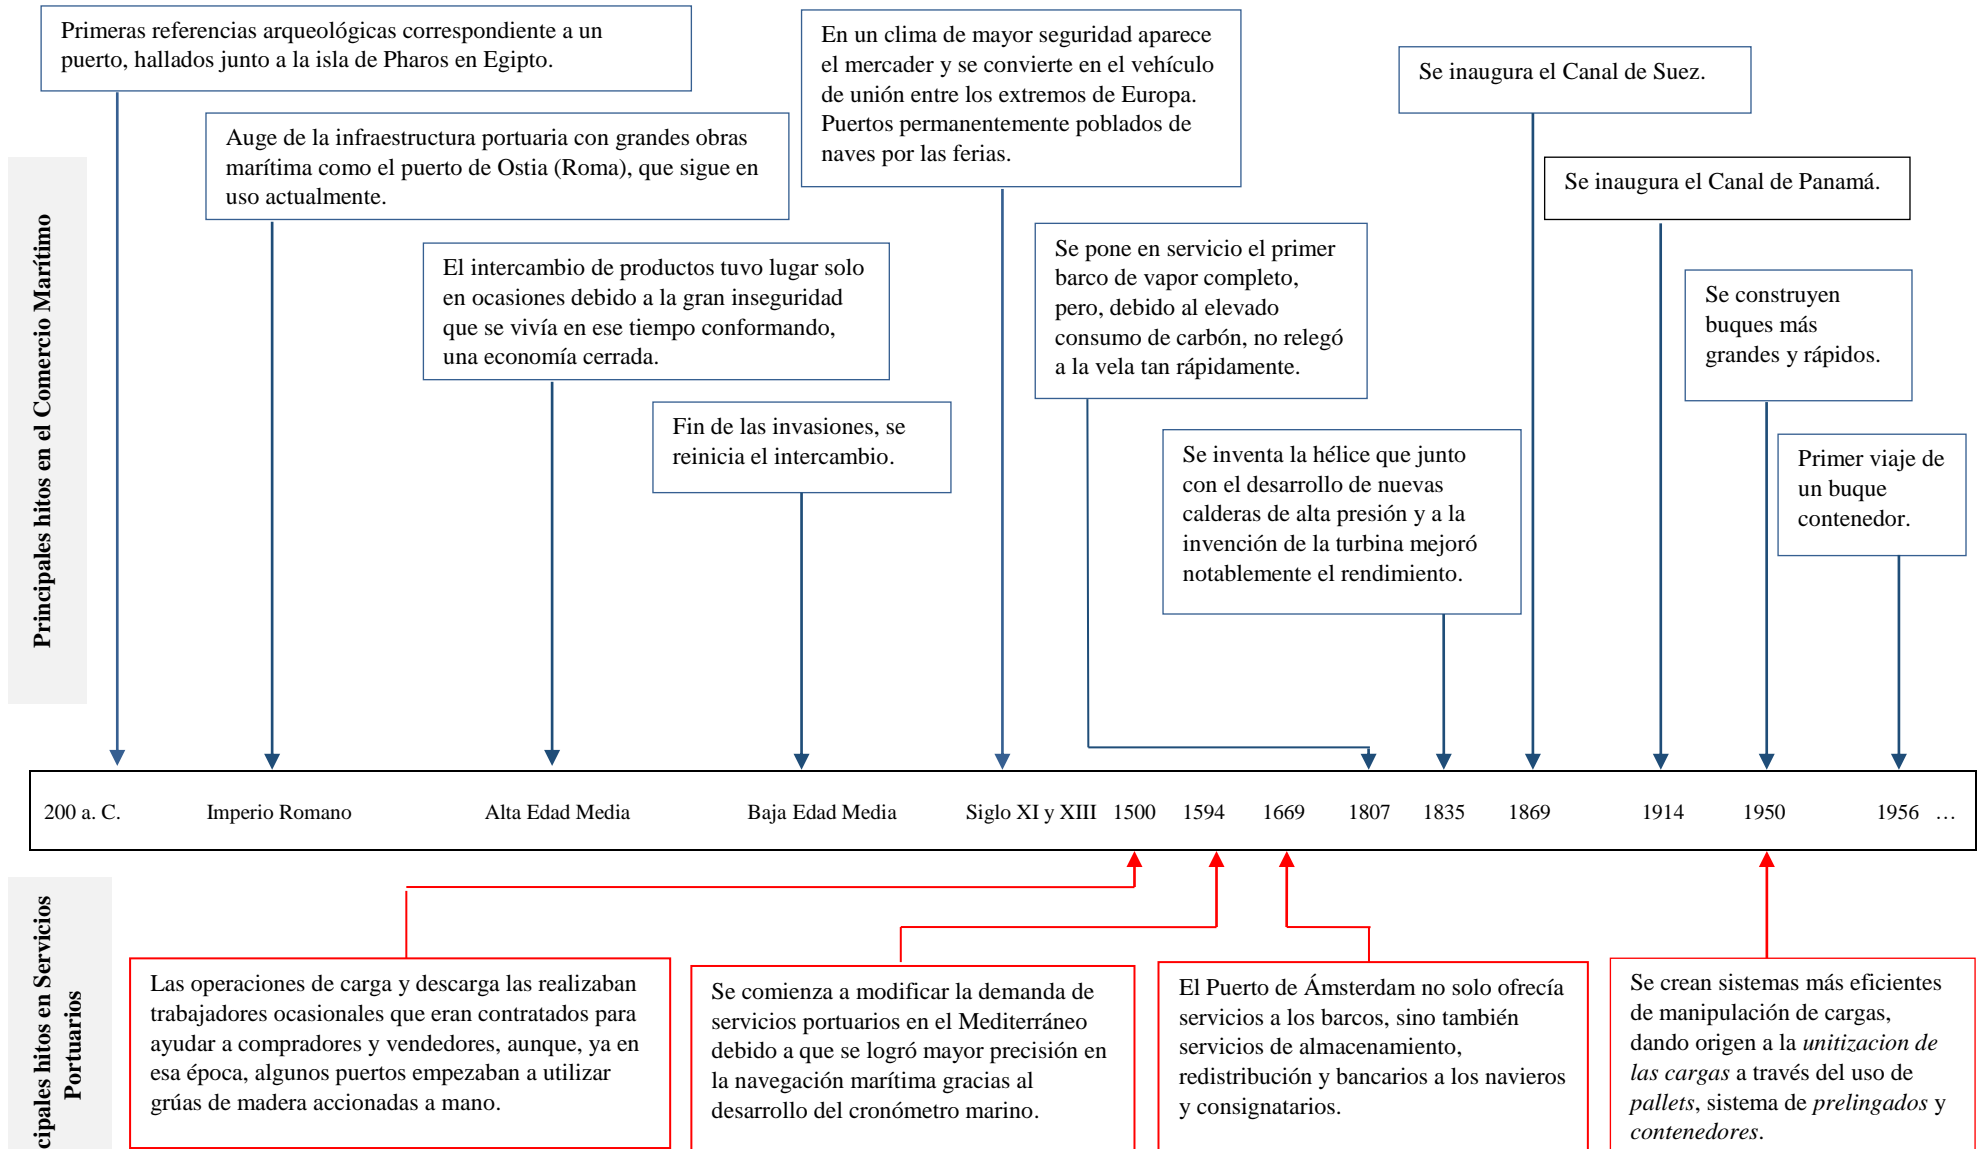 Primeras referencias arqueológicas correspondiente a un
puerto, hallados junto a la isla de Pharos en Egipto.
En un clima de mayor seguridad aparece
el mercader y se convierte en el vehículo
de unión entre los extremos de Europa.
Puertos permanentemente poblados de
naves por las ferias.
Se inaugura el Canal de Suez.
Auge de la infraestructura portuaria con grandes obras
marítima como el puerto de Ostia (Roma), que sigue en
uso actualmente.
Se inaugura el Canal de Panamá.
Principales hitos en el Comercio Marítimo
El intercambio de productos tuvo lugar solo
en ocasiones debido a la gran inseguridad
que se vivía en ese tiempo conformando,
una economía cerrada.
Se pone en servicio el primer
barco de vapor completo,
pero, debido al elevado
consumo de carbón, no relegó
a la vela tan rápidamente.
Se construyen
buques más
grandes y rápidos.
Fin de las invasiones, se
reinicia el intercambio.
Se inventa la hélice que junto
con el desarrollo de nuevas
calderas de alta presión y a la
invención de la turbina mejoró
notablemente el rendimiento.
Primer viaje de
un buque
contenedor.
200 a. C. Imperio Romano Alta Edad Media Baja Edad Media Siglo XI y XIII 1500 1594 1669 1807 1835 1869 1914 1950 1956 …
cipales hitos en Servicios
Portuarios
Las operaciones de carga y descarga las realizaban
trabajadores ocasionales que eran contratados para
ayudar a compradores y vendedores, aunque, ya en
esa época, algunos puertos empezaban a utilizar
grúas de madera accionadas a mano.
Se comienza a modificar la demanda de
servicios portuarios en el Mediterráneo
debido a que se logró mayor precisión en
la navegación marítima gracias al
desarrollo del cronómetro marino.
El Puerto de Ámsterdam no solo ofrecía
servicios a los barcos, sino también
servicios de almacenamiento,
redistribución y bancarios a los navieros
y consignatarios.
Se crean sistemas más eficientes
de manipulación de cargas,
dando origen a la unitizacion de
las cargas a través del uso de
pallets, sistema de prelingados y
contenedores.